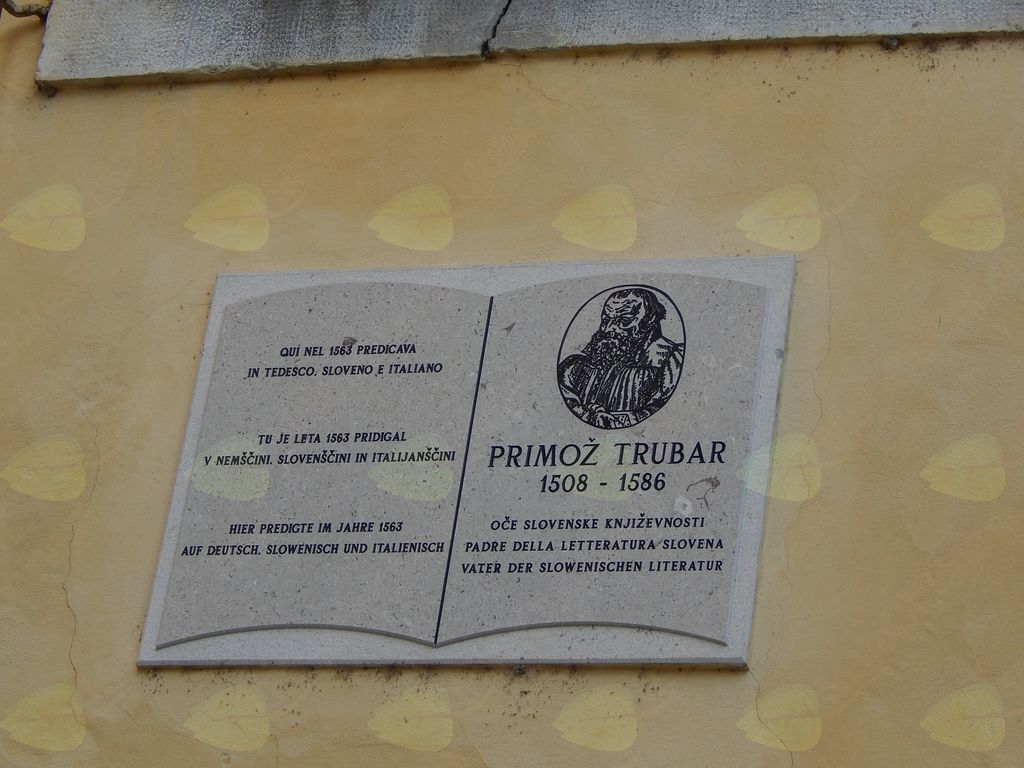 QUI NEL 1563 PREDICAVA
IN TEDESCO, SLOVENO E ITALIANO
TU JE LETA 1563 PRIDIGAL
V NEMŠČINI, SLOVENŠČINI IN ITALIJANŠČINI
HIER PREDIGTE IM JAHRE 1563
AUF DEUTSCH, SLOWENISCH UND ITALIENISCH
PRIMOŽ TRUBAR
1508 - 1586
OČE SLOVENSKE KNJIŽEVNOSTI
PADRE DELLA LETTERATURA SLOVENA
VATER DER SLOWENISCHEN LITERATUR